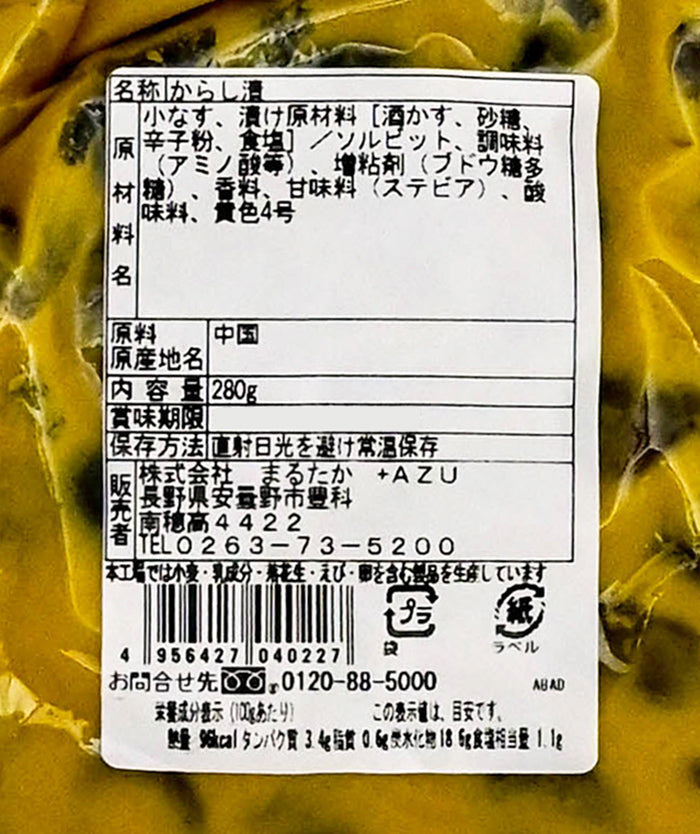 名称 からし漬
原材料名 小なす、漬け原材料［酒かす、砂糖、
辛子粉、食塩］／ソルビット、調味料
（アミノ酸等）、増粘剤（ブドウ糖多
糖）、香料、甘味料（ステビア）、酸
味料、黄色4号
原料
原産地名 中国
内容量 280g
賞味期限
保存方法 直射日光を避け常温保存
販売者 株式会社 まるたか +AZU
長野県安曇野市豊科
南穂高4422
TEL0263-73-5200
本工場では小麦・乳成分・落花生・えび・卵を含む製品を生産しています
4 956427 040227
プラ
袋
紙
ラベル
お問合せ先 0120-88-5000
ABAD
栄養成分表示（100gあたり） この表示値は、目安です。
熱量 96kcal タンパク質 3.4g 脂質 0.6g 炭水化物 18.6g 食塩相当量 1.1g